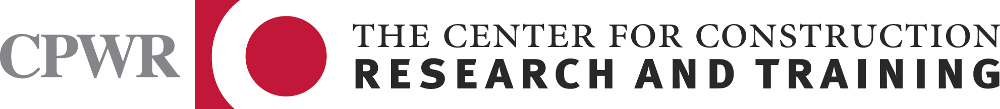 CPWR
THE CENTER FOR CONSTRUCTION
RESEARCH AND TRAINING